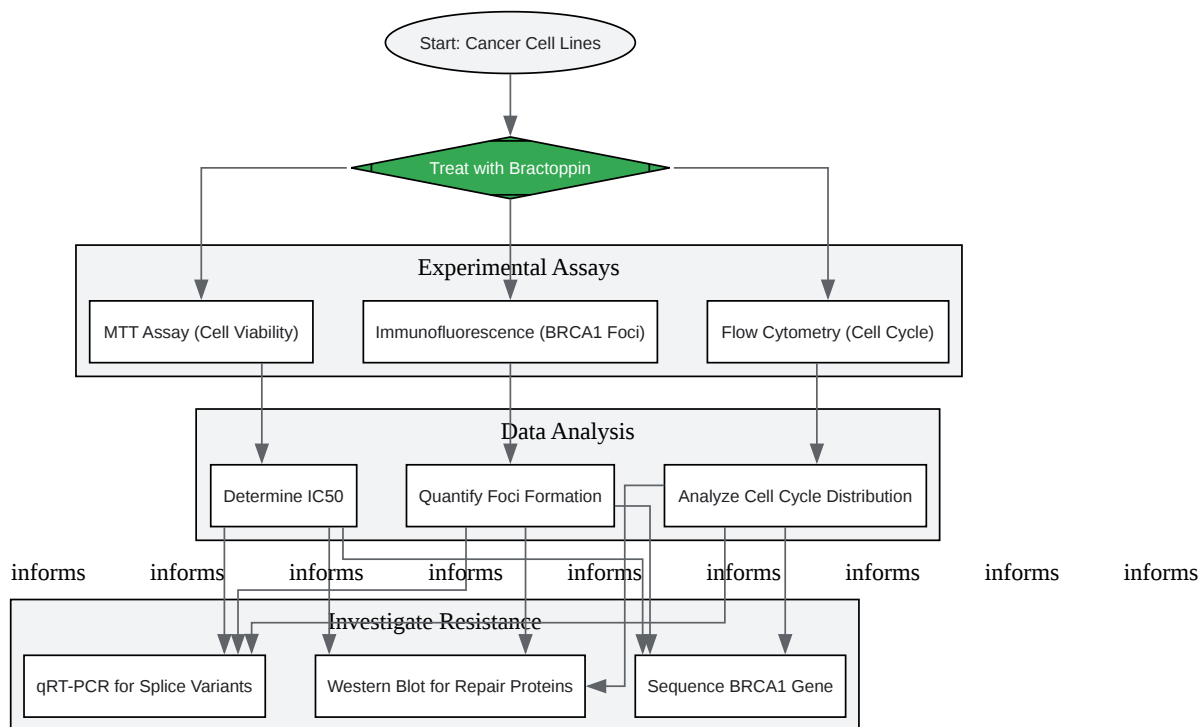 Start: Cancer Cell Lines
Treat with Bractoppin
Experimental Assays
MTT Assay (Cell Viability)
Immunofluorescence (BRCA1 Foci)
Flow Cytometry (Cell Cycle)
Data Analysis
Determine IC50
Quantify Foci Formation
Analyze Cell Cycle Distribution
informs informs informs informs informs informs informs informs informs
Investigate Resistance
qRT-PCR for Splice Variants
Western Blot for Repair Proteins
Sequence BRCA1 Gene